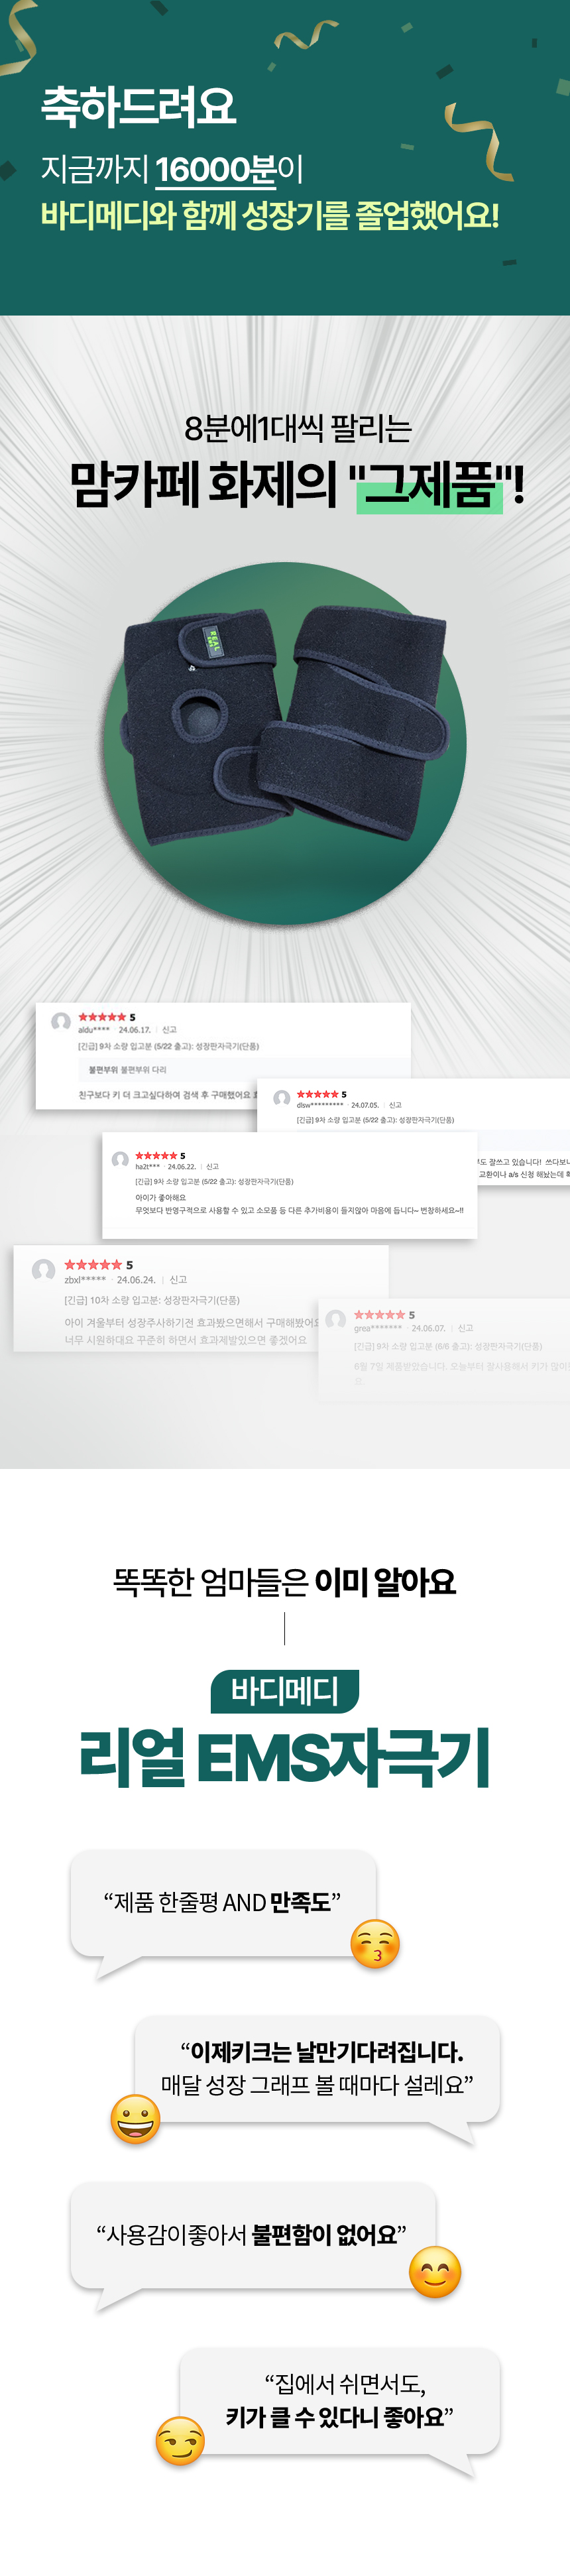 축하드려요
지금까지 16000분이
바디메디와 함께 성장기를 졸업했어요!
8분에1대씩 팔리는
맘카페 화제의 "그제품"!
REAL
★★★★★ 5
aldu**** · 24.06.17. | 신고
[긴급] 9차 소량 입고분 (5/22 출고): 성장판자극기(단품)
불편부위 불편부위 다리
친구보다 키 더 크고싶다하여 검색 후 구매했어요
★★★★★ 5
dlsw********* · 24.07.05. | 신고
[긴급] 9차 소량 입고분 (5/22 출고): 성장판자극기(단품)
도 잘쓰고 있습니다! 쓰다보니
교환이나 a/s 신청 해놨는데
★★★★★ 5
ha2t*** · 24.06.22. | 신고
[긴급] 9차 소량 입고분 (5/22 출고): 성장판자극기(단품)
아이가 좋아해요
무엇보다 반영구적으로 사용할 수 있고 소모품 등 다른 추가비용이 들지않아 마음에 듭니다~ 번창하세요~!!
★★★★★ 5
zbxl***** · 24.06.24. | 신고
[긴급] 10차 소량 입고분: 성장판자극기(단품)
아이 겨울부터 성장주사하기전 효과봤으면해서 구매해봤어요
너무 시원하대요 꾸준히 하면서 효과제발있으면 좋겠어요
★★★★★ 5
grea******* · 24.06.07. | 신고
[긴급] 9차 소량 입고분 (6/6 출고): 성장판자극기(단품)
6월 7일 제품받았습니다. 오늘부터 잘사용해서 키가 많이
요.
똑똑한 엄마들은 이미 알아요
바디메디
리얼 EMS자극기
“제품 한줄평 AND 만족도”
“이제키크는 날만기다려집니다.
매달 성장 그래프 볼 때마다 설레요”
“사용감이좋아서 불편함이 없어요”
“집에서 쉬면서도,
키가 클 수 있다니 좋아요”